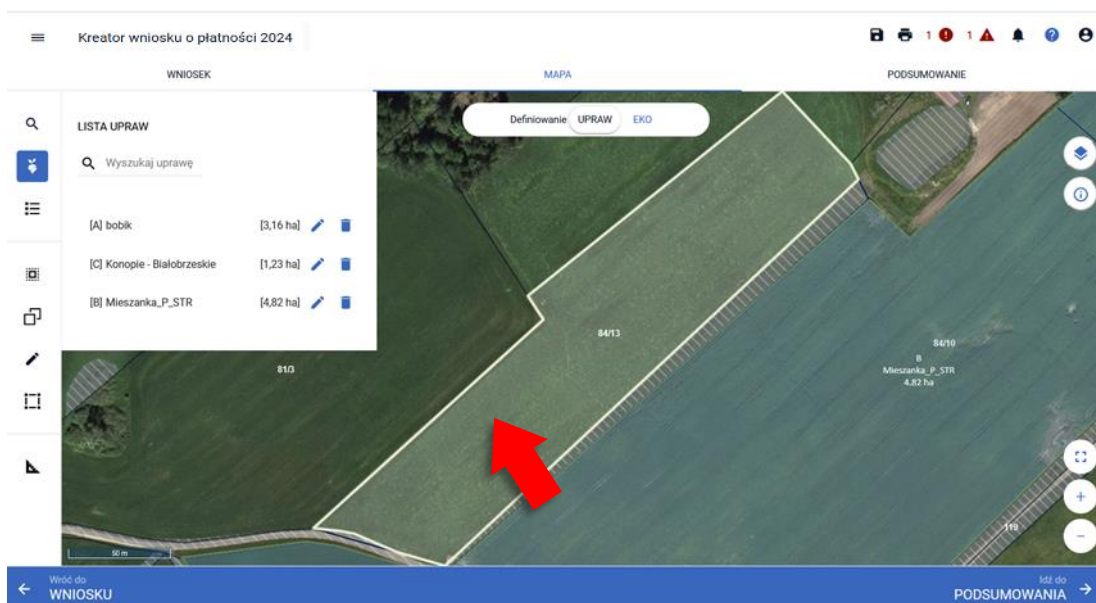 Kreator wniosku o płatności 2024
1
1
WNIOSEK
MAPA
PODSUMOWANIE
LISTA UPRAW
Wyszukaj uprawę
[A] bobik [3,16 ha]
[C] Konopie - Białobrzeskie [1,23 ha]
[B] Mieszanka_P_STR [4,82 ha]
Definiowanie UPRAW EKO
84/13
84/10
B
Mieszanka_P_STR
4.82 ha
81/3
119
50 m
Wróć do
WNIOSKU
Idź do
PODSUMOWANIA